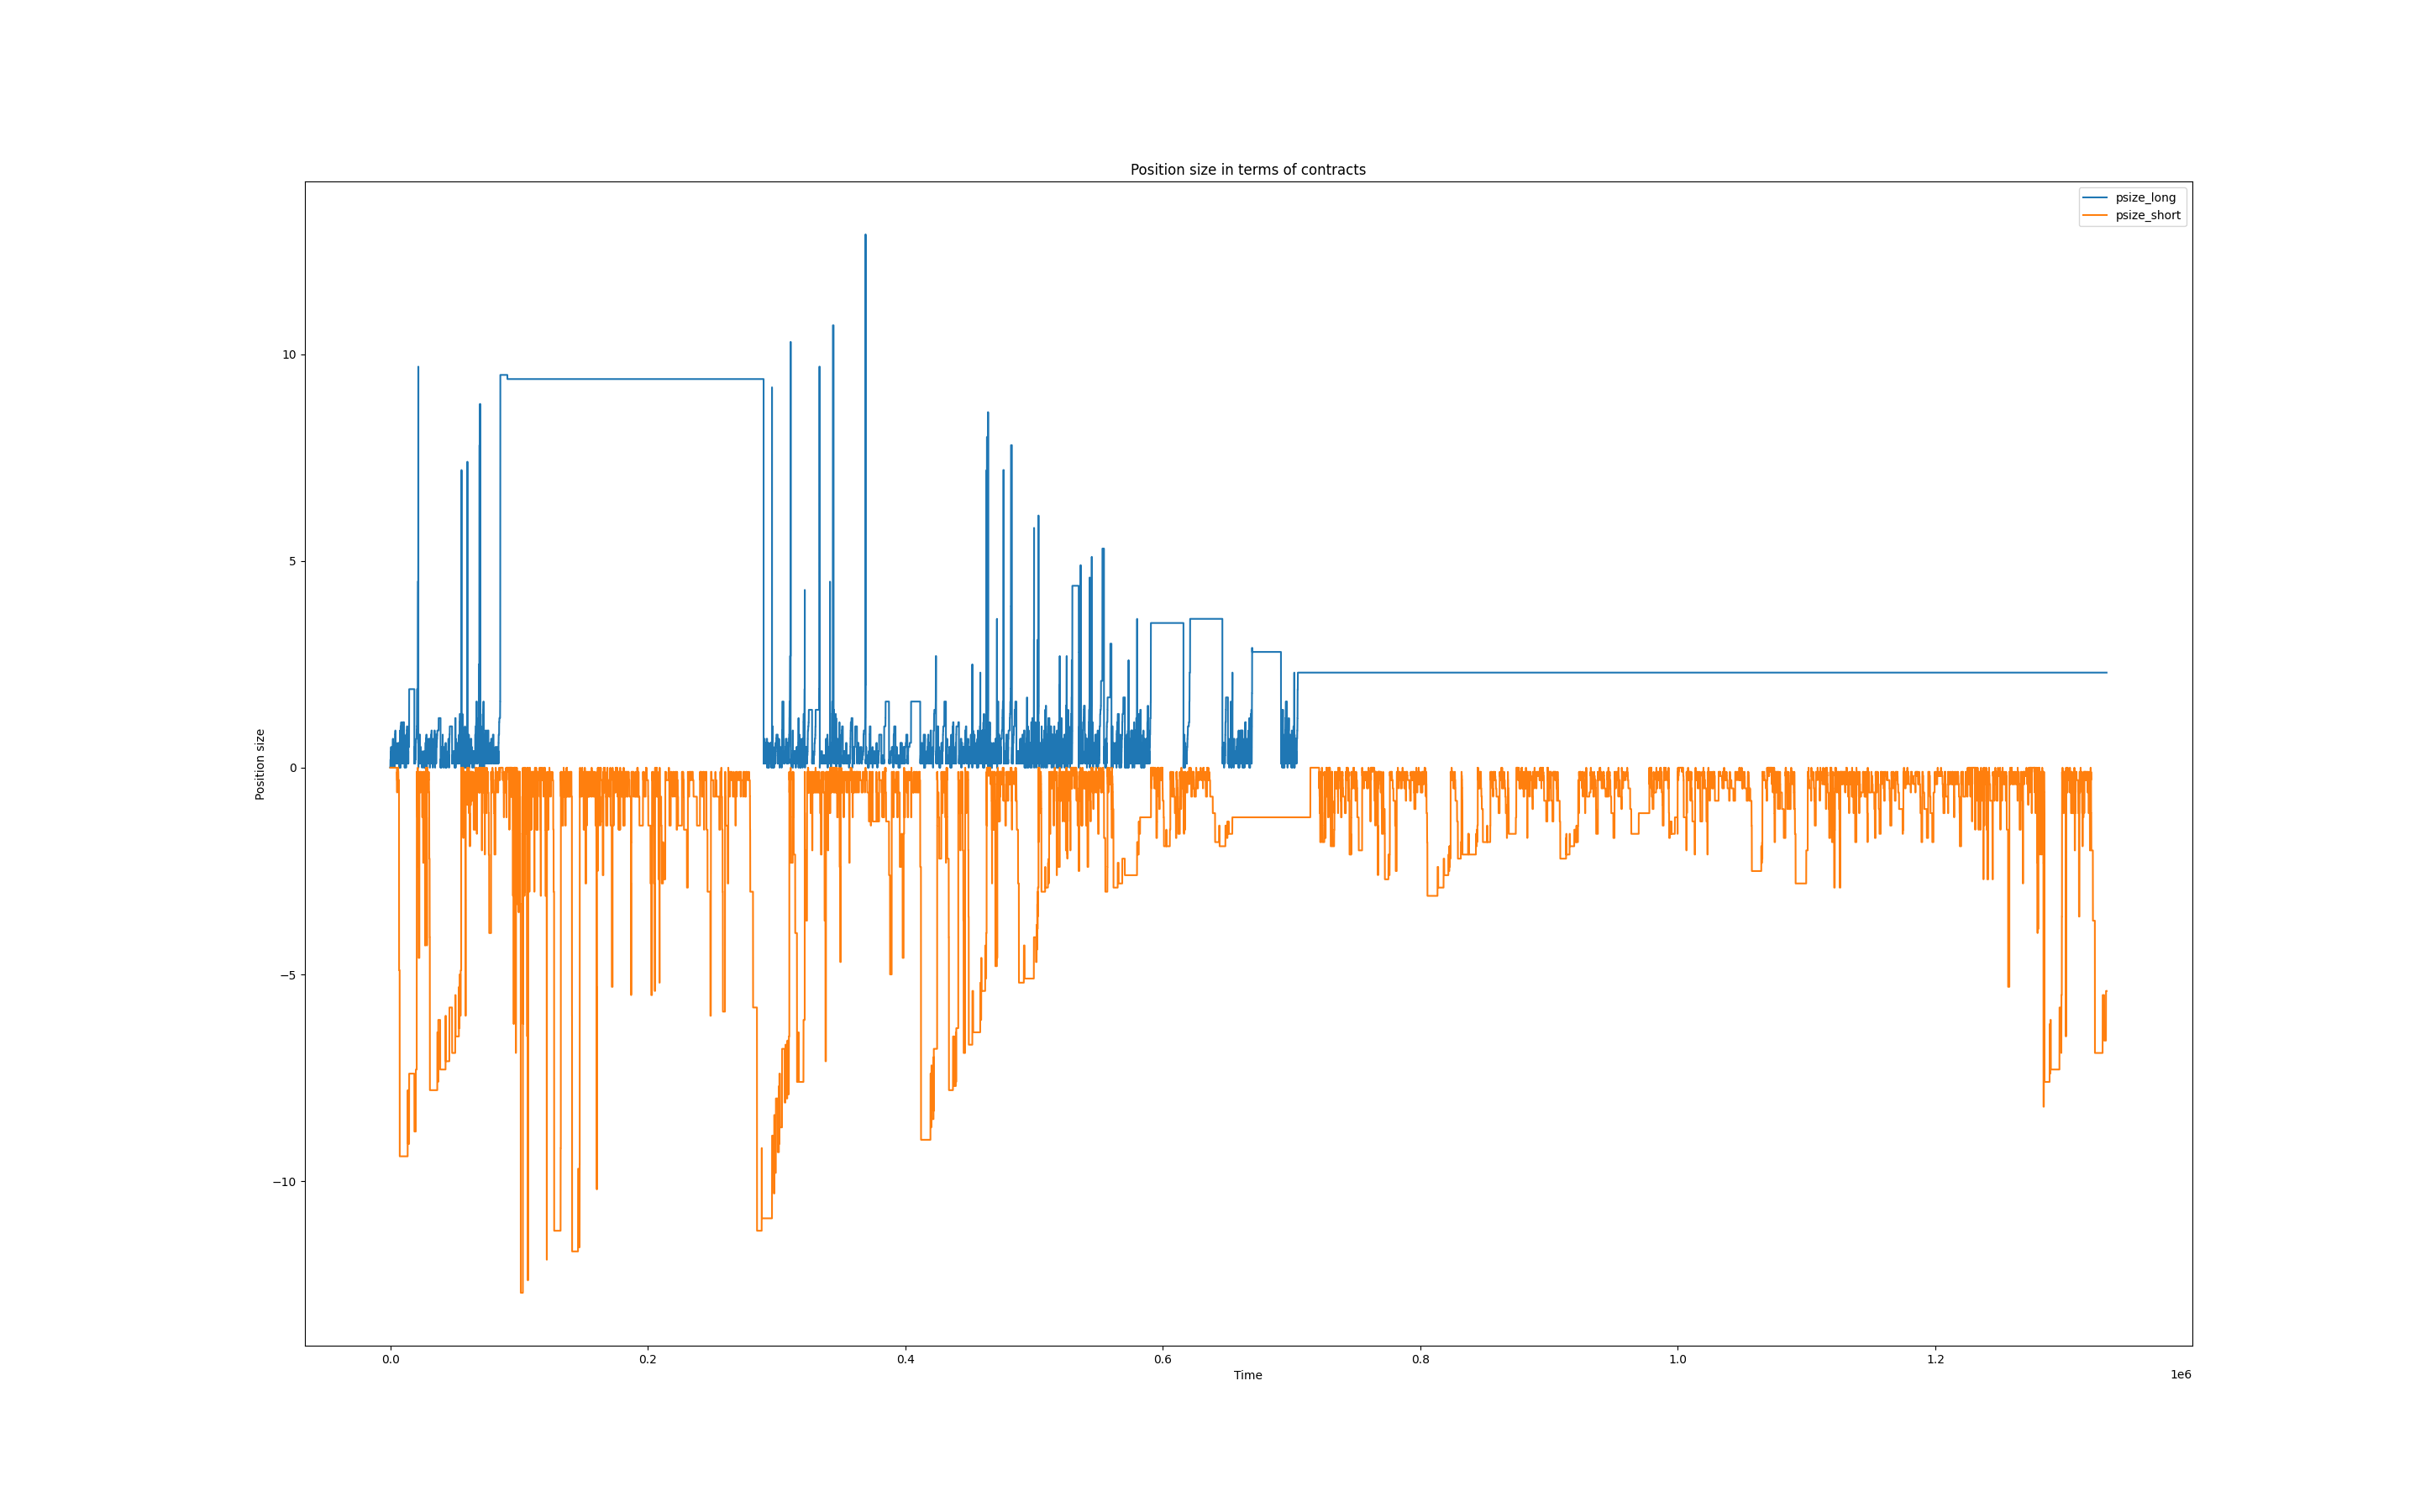 Position size in terms of contracts
psize_long
psize_short
Position size
10
5
0
−5
−10
0.0 0.2 0.4 0.6 0.8 1.0 1.2
Time
1e6